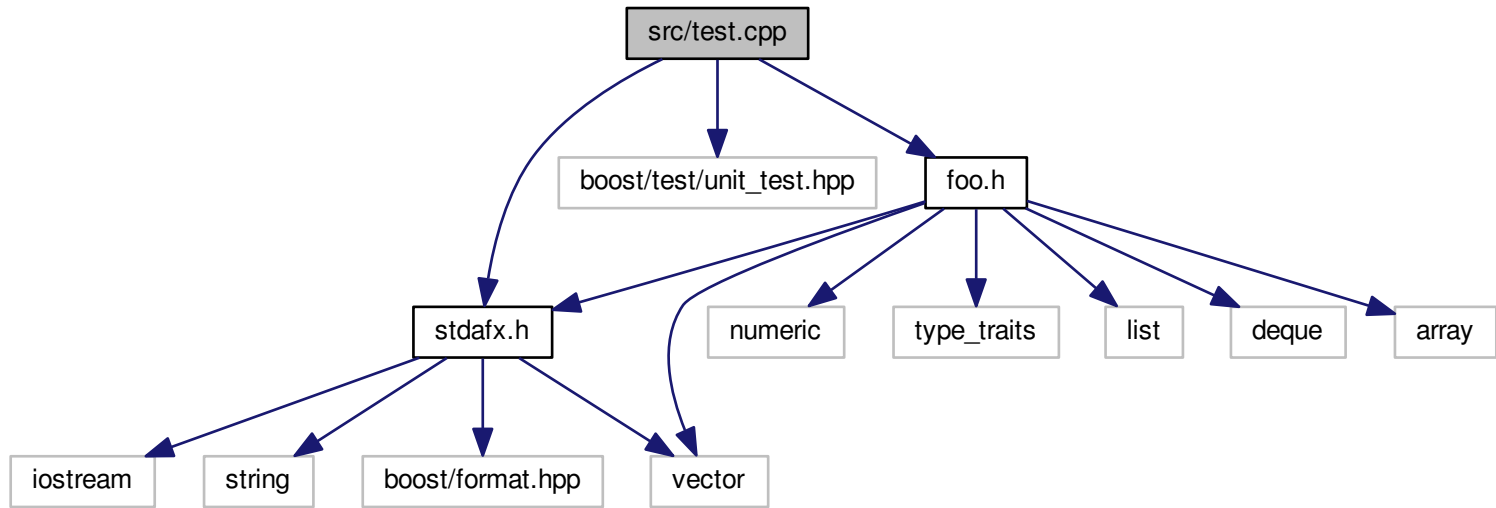 src/test.cpp
boost/test/unit_test.hpp
foo.h
stdafx.h
numeric
type_traits
list
deque
array
iostream
string
boost/format.hpp
vector